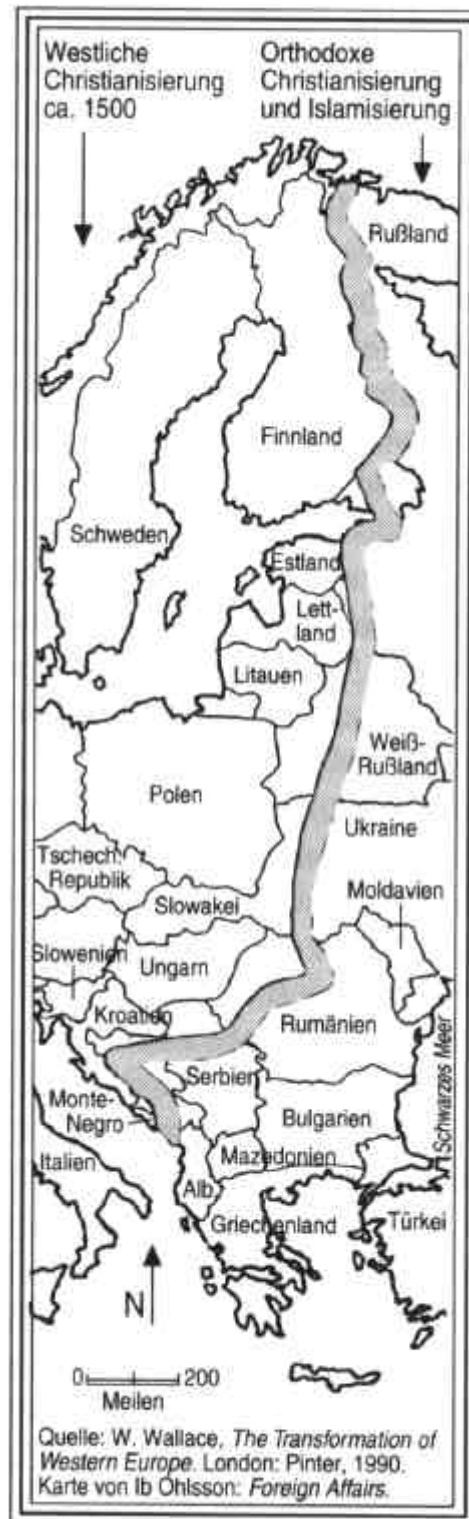 Westliche
Christianisierung
ca. 1500
Orthodoxe
Christianisierung
und Islamisierung
Rußland
Finnland
Schweden
Estland
Lett-
land
Litauen
Weiß-
Rußland
Polen
Ukraine
Tschech.
Republik
Moldavien
Slowakei
Slowenien
Ungarn
Kroatien
Rumänien
Serbien
Schwarzes Meer
Monte-
Negro
Bulgarien
Italien
Mazedonien
Alb.
Griechenland
Türkei
N
0 200
Meilen
Quelle: W. Wallace, The Transformation of
Western Europe. London: Pinter, 1990.
Karte von Ib Ohlsson: Foreign Affairs.